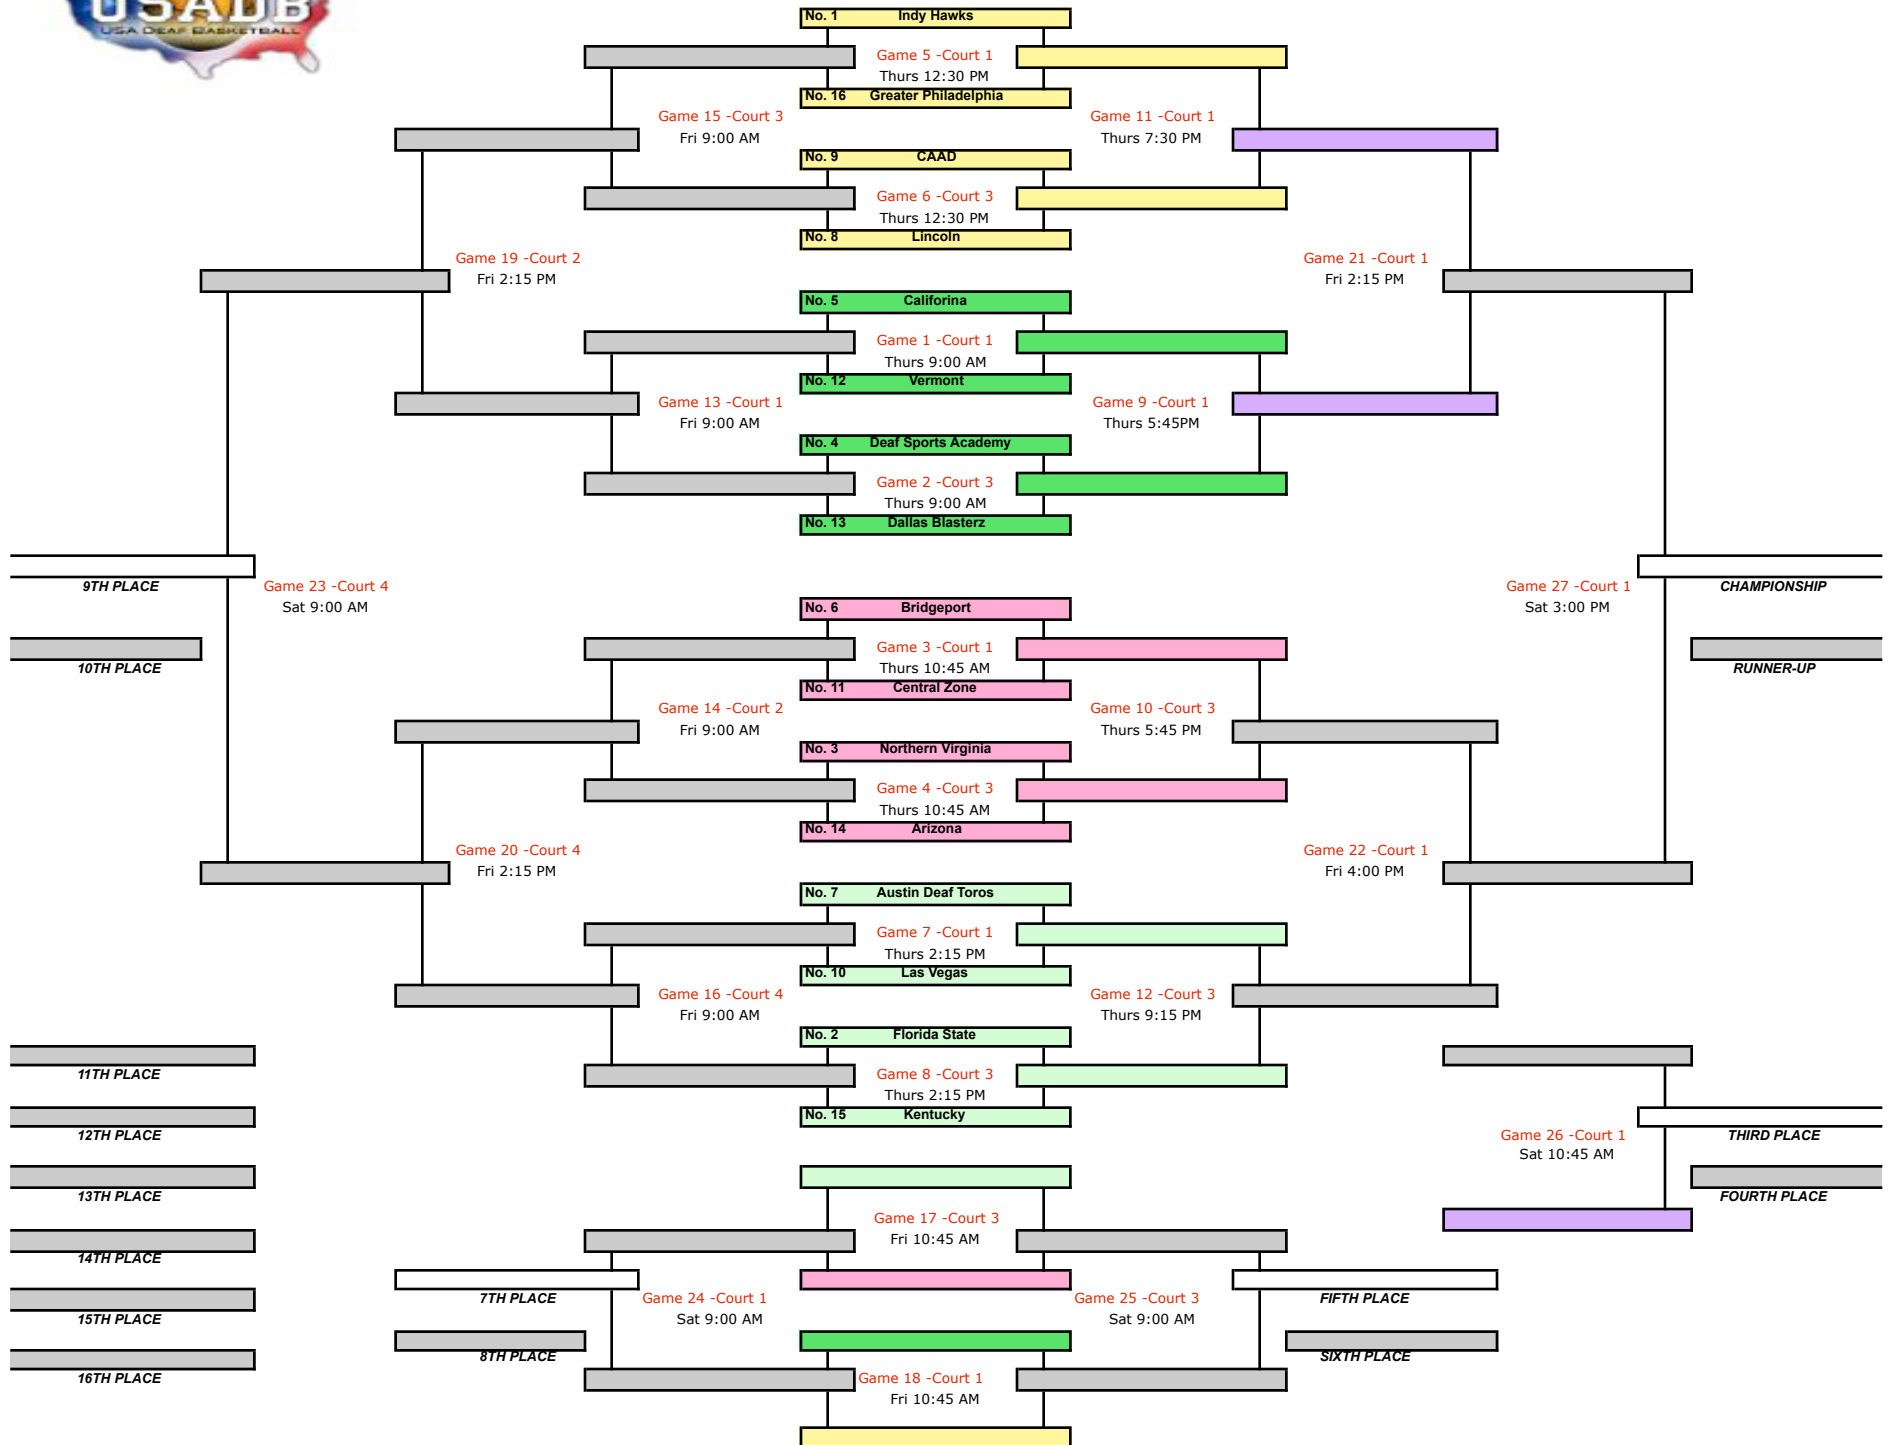 USADB
USA DEAF BASKETBALL
No. 1 Indy Hawks
Game 5 -Court 1
Thurs 12:30 PM
No. 16 Greater Philadelphia
Game 15 -Court 3
Fri 9:00 AM
Game 11 -Court 1
Thurs 7:30 PM
No. 9 CAAD
Game 6 -Court 3
Thurs 12:30 PM
No. 8 Lincoln
Game 19 -Court 2
Fri 2:15 PM
Game 21 -Court 1
Fri 2:15 PM
No. 5 Califorina
Game 1 -Court 1
Thurs 9:00 AM
No. 12 Vermont
Game 13 -Court 1
Fri 9:00 AM
Game 9 -Court 1
Thurs 5:45PM
No. 4 Deaf Sports Academy
Game 2 -Court 3
Thurs 9:00 AM
No. 13 Dallas Blasterz
9TH PLACE
Game 23 -Court 4
Sat 9:00 AM
Game 27 -Court 1
Sat 3:00 PM
CHAMPIONSHIP
No. 6 Bridgeport
Game 3 -Court 1
Thurs 10:45 AM
10TH PLACE
RUNNER-UP
No. 11 Central Zone
Game 14 -Court 2
Fri 9:00 AM
Game 10 -Court 3
Thurs 5:45 PM
No. 3 Northern Virginia
Game 4 -Court 3
Thurs 10:45 AM
No. 14 Arizona
Game 20 -Court 4
Fri 2:15 PM
Game 22 -Court 1
Fri 4:00 PM
No. 7 Austin Deaf Toros
Game 7 -Court 1
Thurs 2:15 PM
No. 10 Las Vegas
Game 16 -Court 4
Fri 9:00 AM
Game 12 -Court 3
Thurs 9:15 PM
No. 2 Florida State
Game 8 -Court 3
Thurs 2:15 PM
No. 15 Kentucky
11TH PLACE
12TH PLACE
Game 26 -Court 1
Sat 10:45 AM
THIRD PLACE
13TH PLACE
FOURTH PLACE
Game 17 -Court 3
Fri 10:45 AM
14TH PLACE
7TH PLACE
Game 24 -Court 1
Sat 9:00 AM
Game 25 -Court 3
Sat 9:00 AM
FIFTH PLACE
15TH PLACE
8TH PLACE
SIXTH PLACE
16TH PLACE
Game 18 -Court 1
Fri 10:45 AM